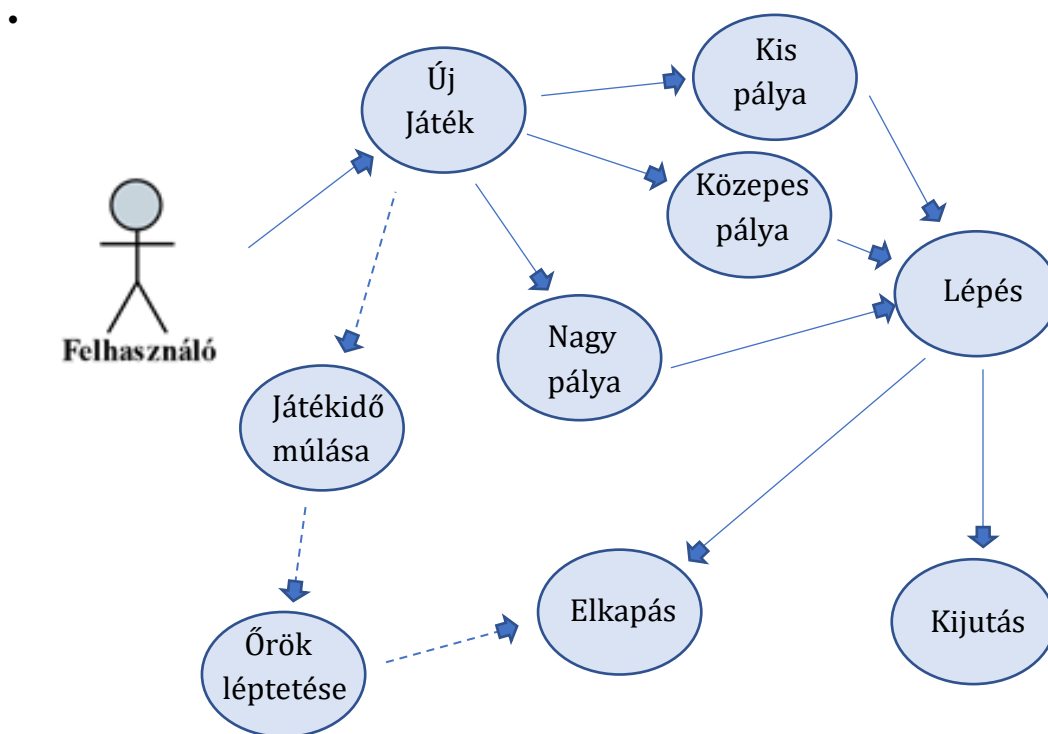 Új
Játék
Kis
pálya
Közepes
pálya
Felhasználó
Lépés
Nagy
pálya
Játékidő
múlása
Elkapás
Kijutás
Őrök
léptetése